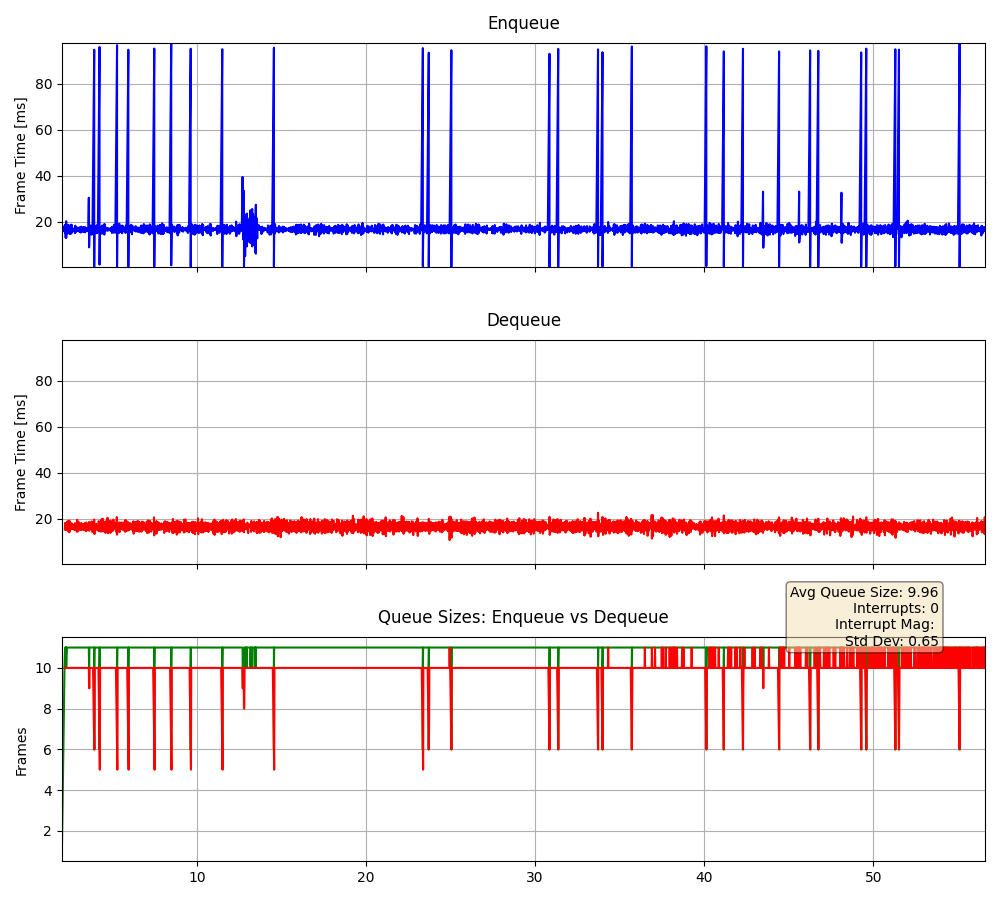 Enqueue
Frame Time [ms]
80
60
40
20
Dequeue
Frame Time [ms]
80
60
40
20
Queue Sizes: Enqueue vs Dequeue
Avg Queue Size: 9.96
Interrupts: 0
Interrupt Mag:
Std Dev: 0.65
Frames
10
8
6
4
2
10 20 30 40 50